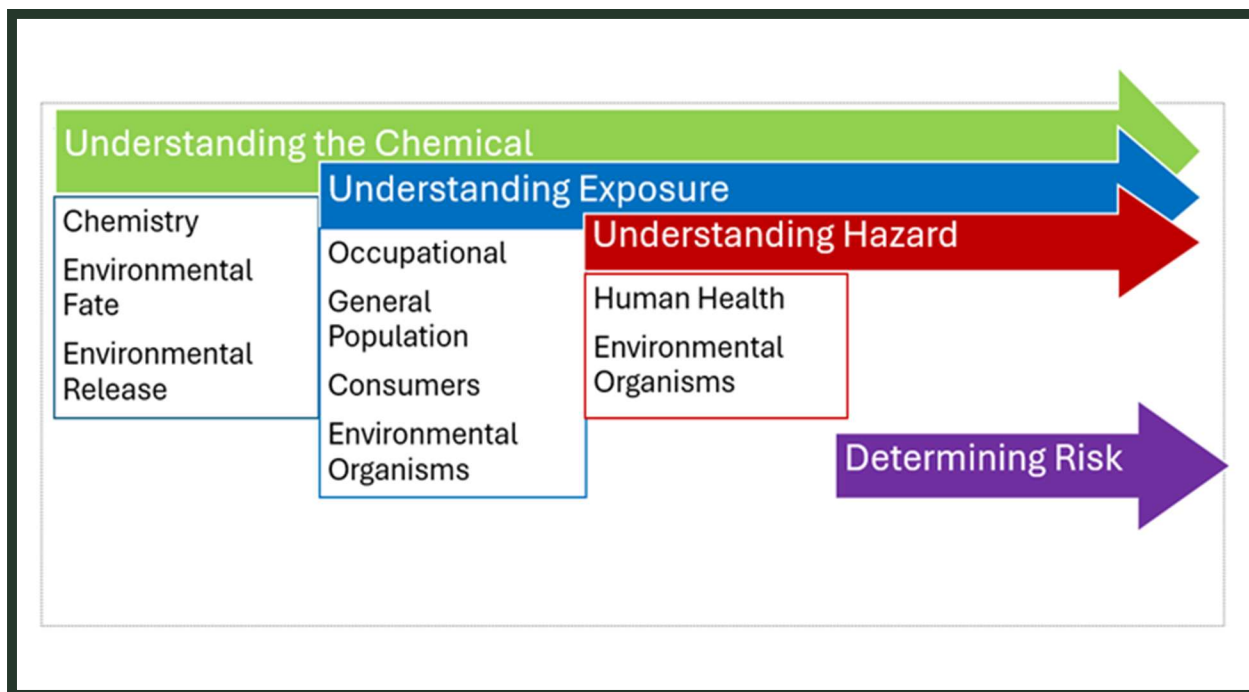 Understanding the Chemical
Chemistry
Environmental
Fate
Environmental
Release
Understanding Exposure
Occupational
General
Population
Consumers
Environmental
Organisms
Understanding Hazard
Human Health
Environmental
Organisms
Determining Risk